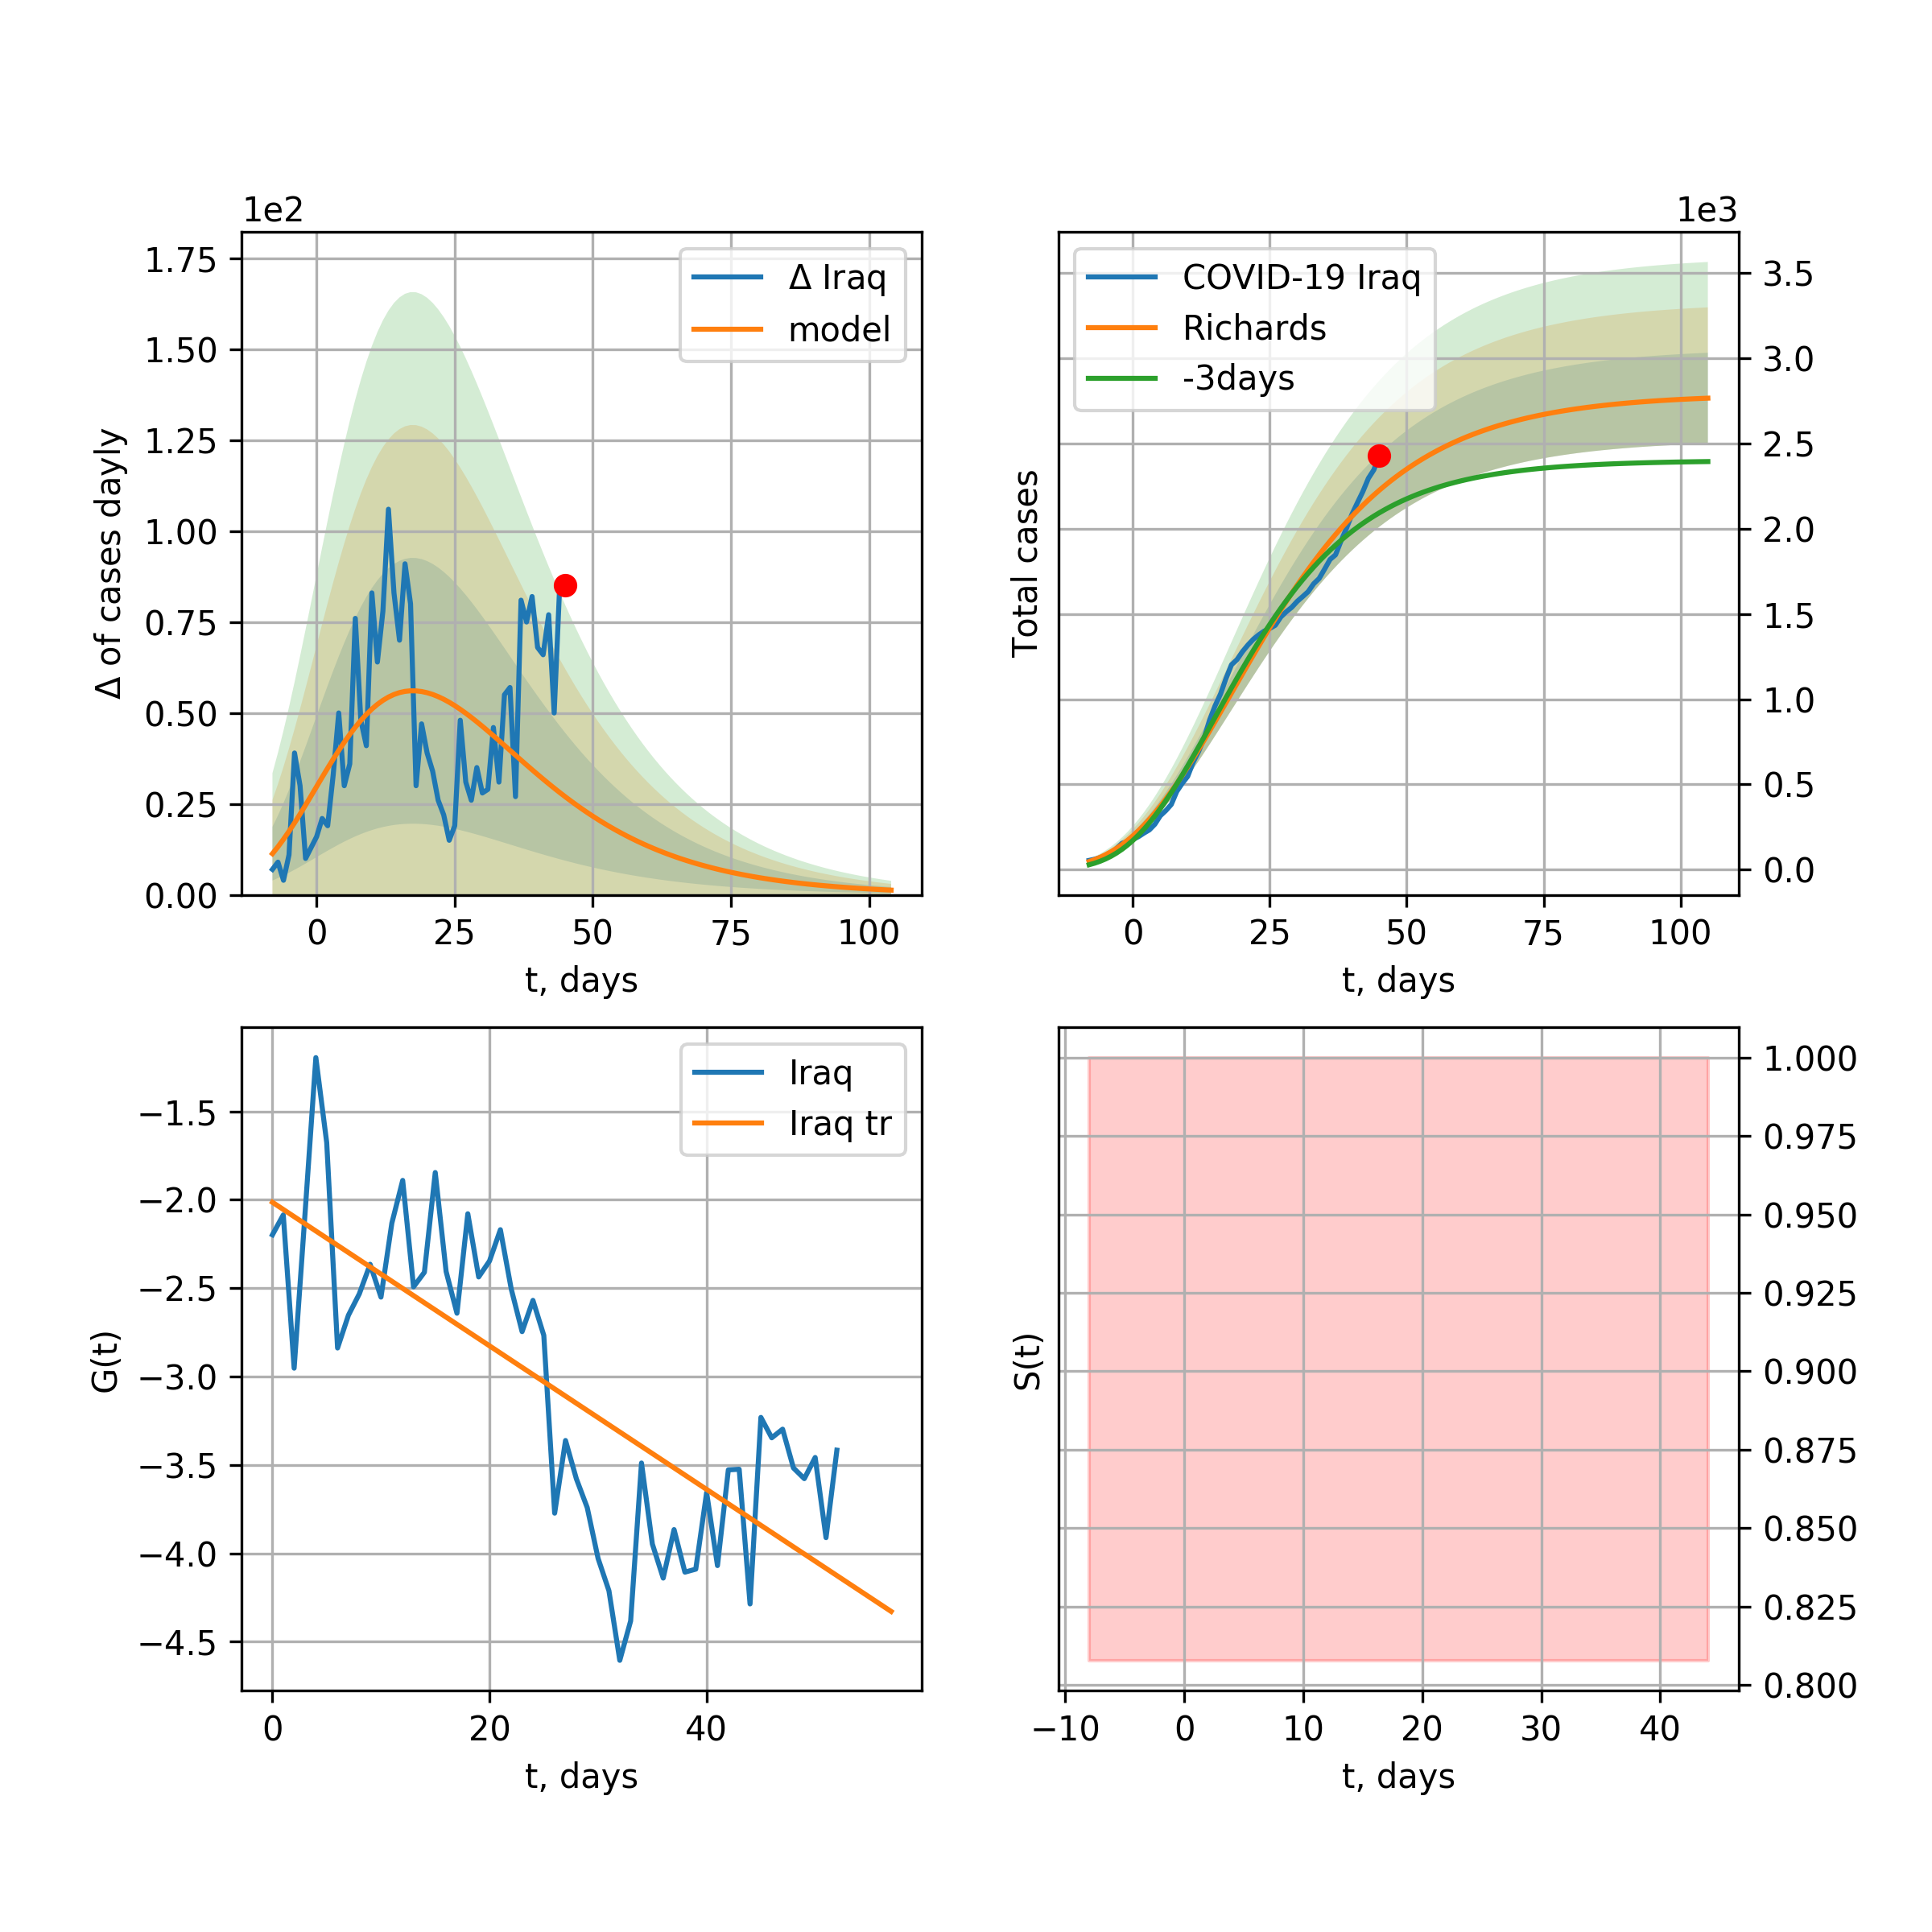 1e2
1.75
1.50
1.25
1.00
0.75
0.50
0.25
0.00
Δ of cases dayly
Δ Iraq
model
0 25 50 75 100
t, days
1e3
COVID-19 Iraq
Richards
-3days
Total cases
3.5
3.0
2.5
2.0
1.5
1.0
0.5
0.0
0 25 50 75 100
t, days
Iraq
Iraq tr
G(t)
−1.5
−2.0
−2.5
−3.0
−3.5
−4.0
−4.5
0 20 40
t, days
S(t)
1.000
0.975
0.950
0.925
0.900
0.875
0.850
0.825
0.800
−10 0 10 20 30 40
t, days